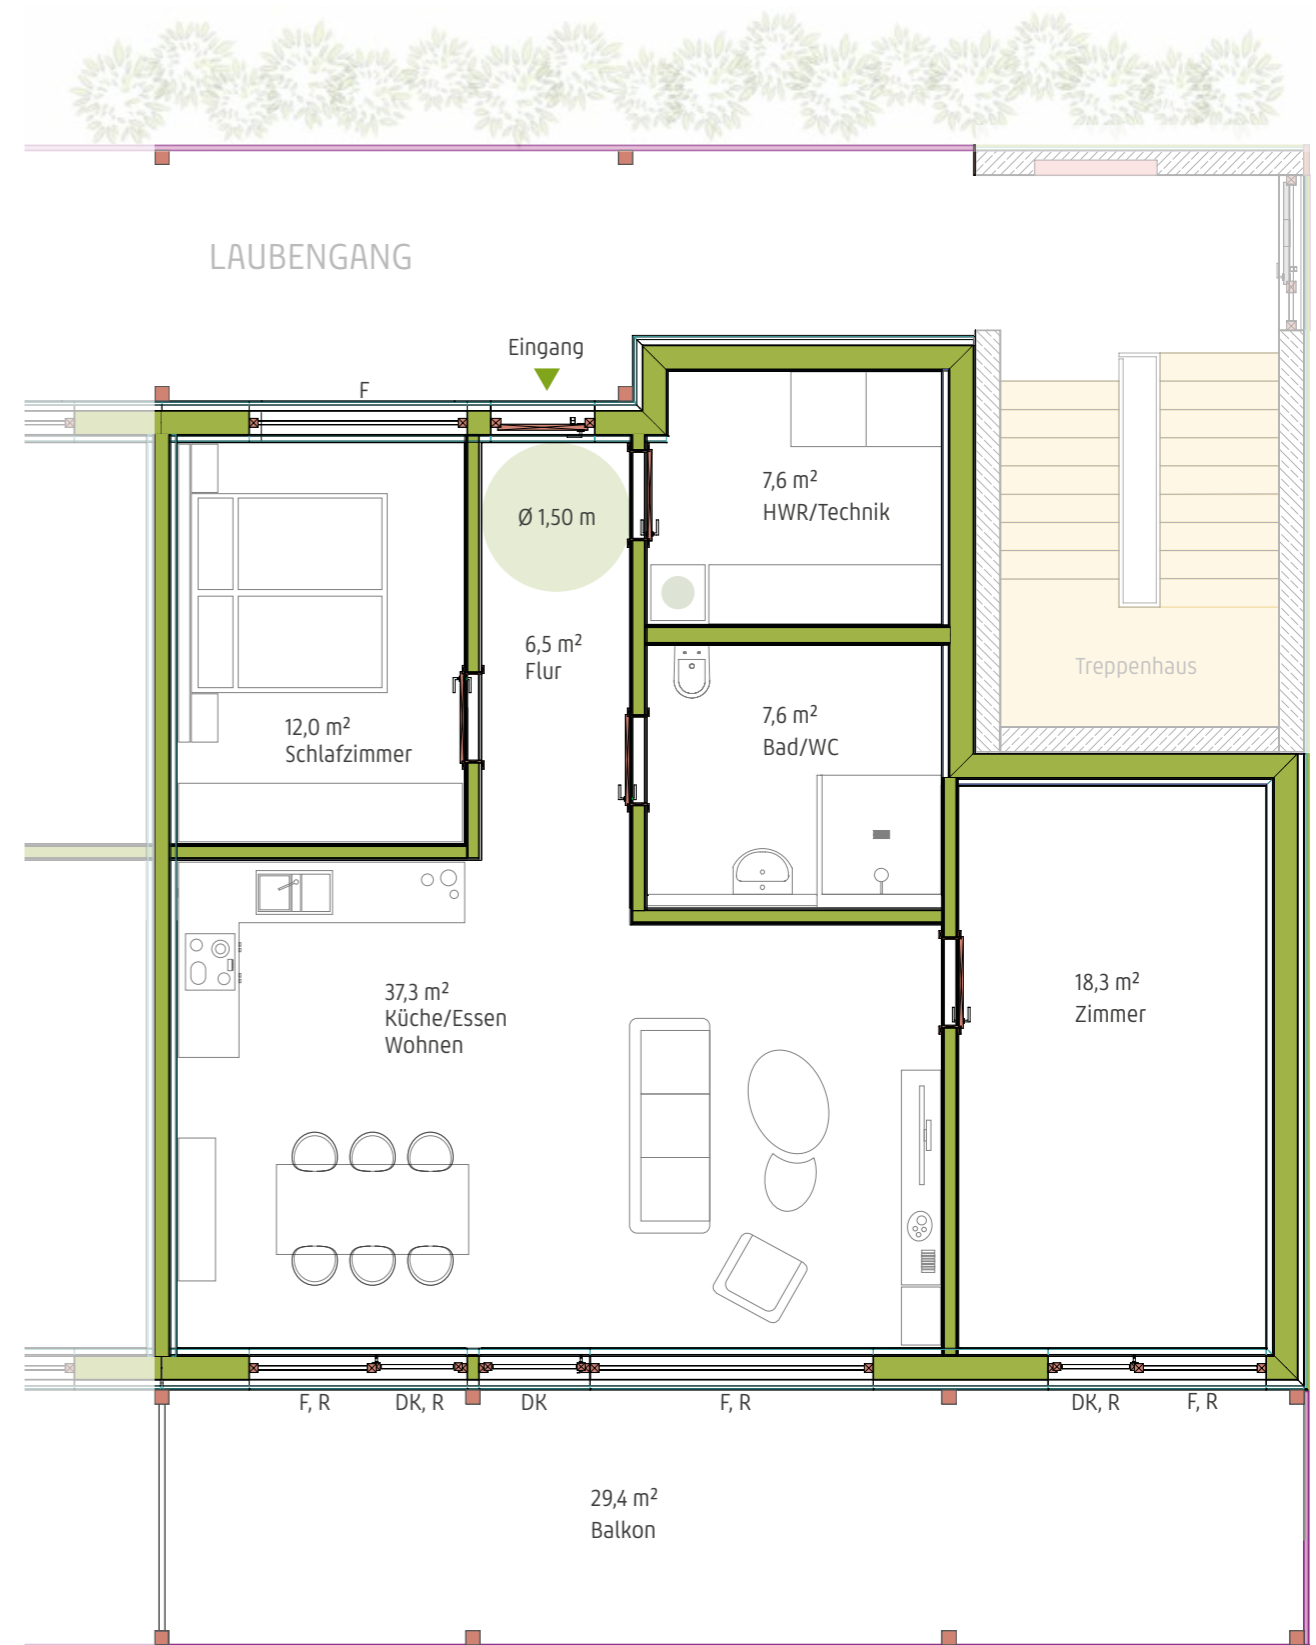 LAUBENGANG
Eingang
F
7,6 m²
HWR/Technik
Ø 1,50 m
6,5 m²
Flur
Treppenhaus
12,0 m²
Schlafzimmer
7,6 m²
Bad/WC
18,3 m²
Zimmer
37,3 m²
Küche/Essen
Wohnen
F, R
DK, R
DK
F, R
DK, R
F, R
29,4 m²
Balkon